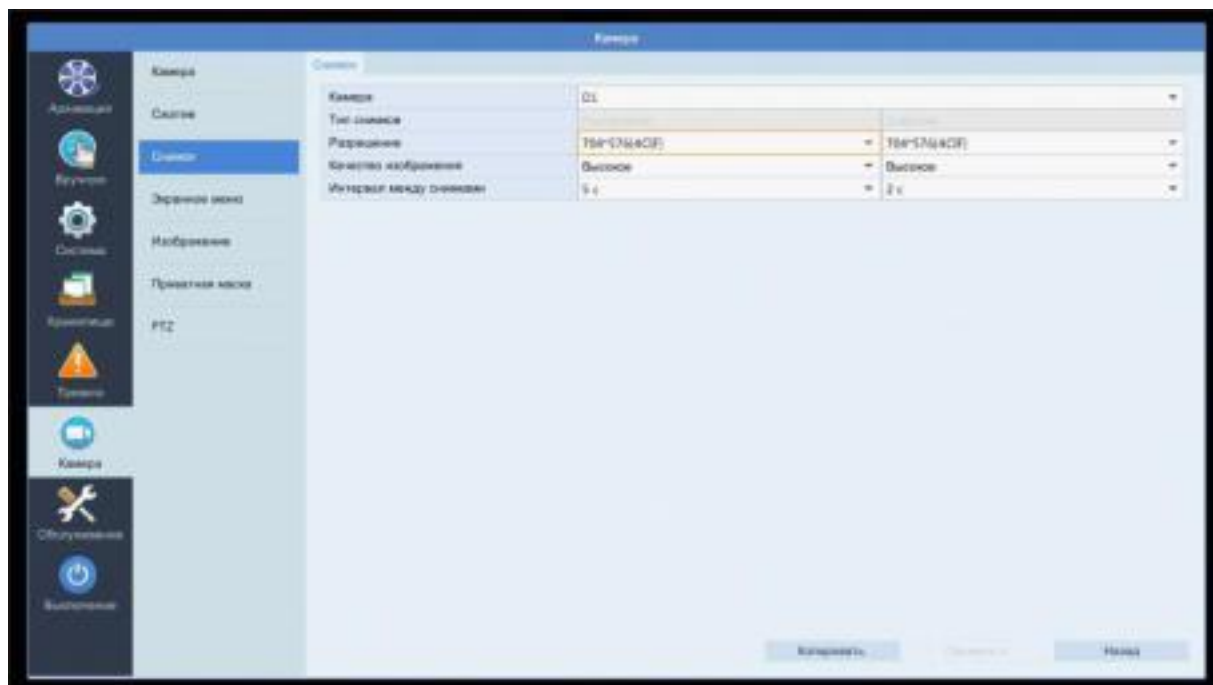 Камера
Архивация
Вручную
Система
Хранилище
Тревога
Камера
Обслуживание
Выключение
Камера
Сжатие
Снимок
Экранное меню
Изображение
Приватная маска
PTZ
Снимок
Камера D1
Тип снимков
Разрешение 704*576(4CIF) 704*576(4CIF)
Качество изображения Высокое Высокое
Интервал между снимками 5 с 2 с
Копировать Назад